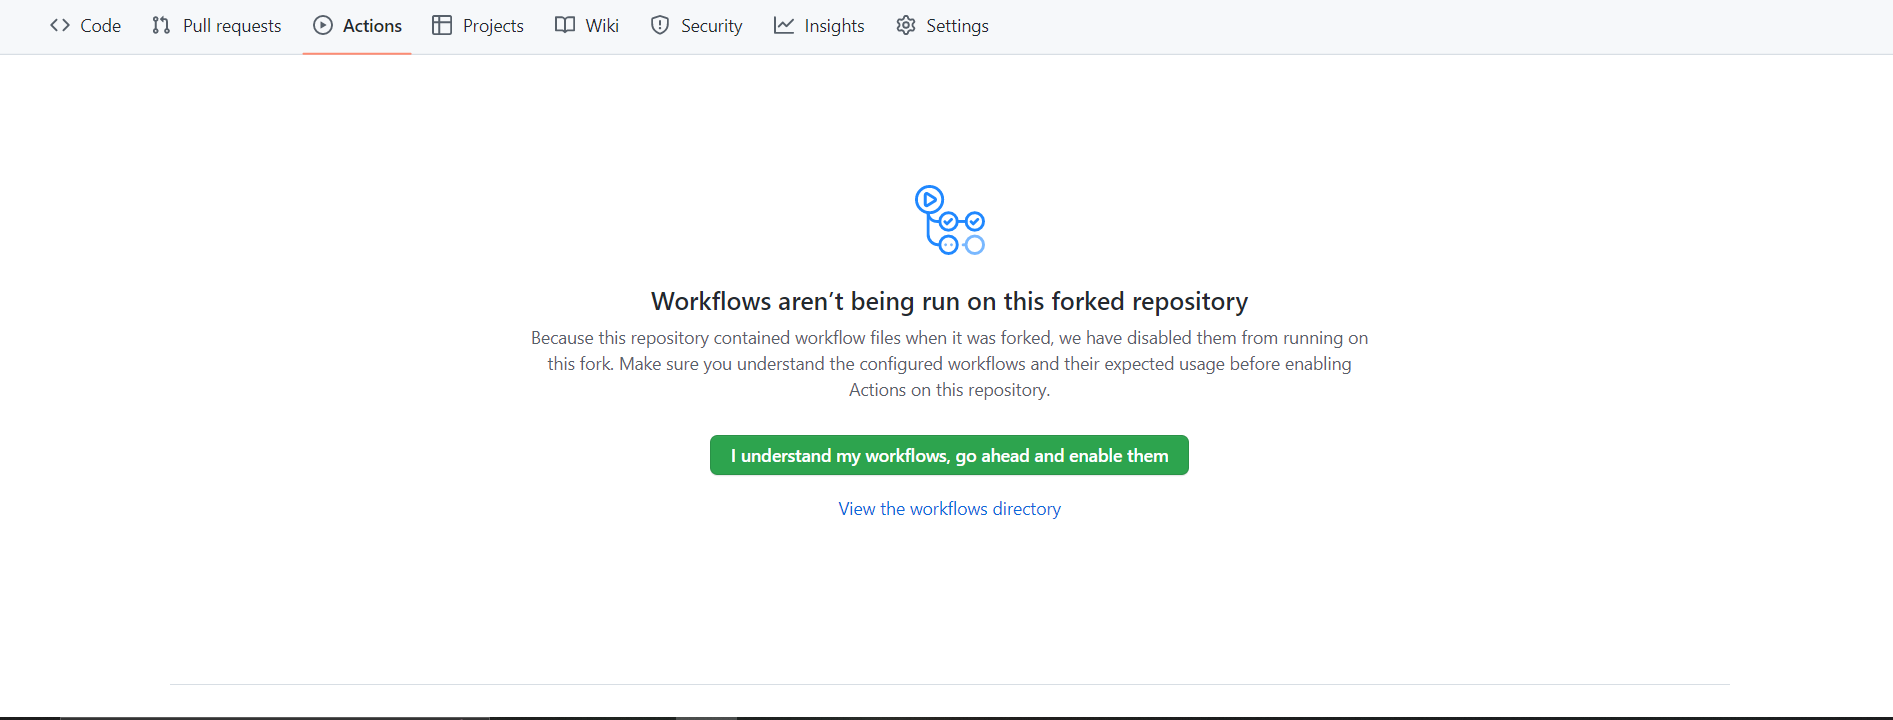 Code Pull requests Actions Projects Wiki Security Insights Settings
Workflows aren’t being run on this forked repository
Because this repository contained workflow files when it was forked, we have disabled them from running on
this fork. Make sure you understand the configured workflows and their expected usage before enabling
Actions on this repository.
I understand my workflows, go ahead and enable them
View the workflows directory